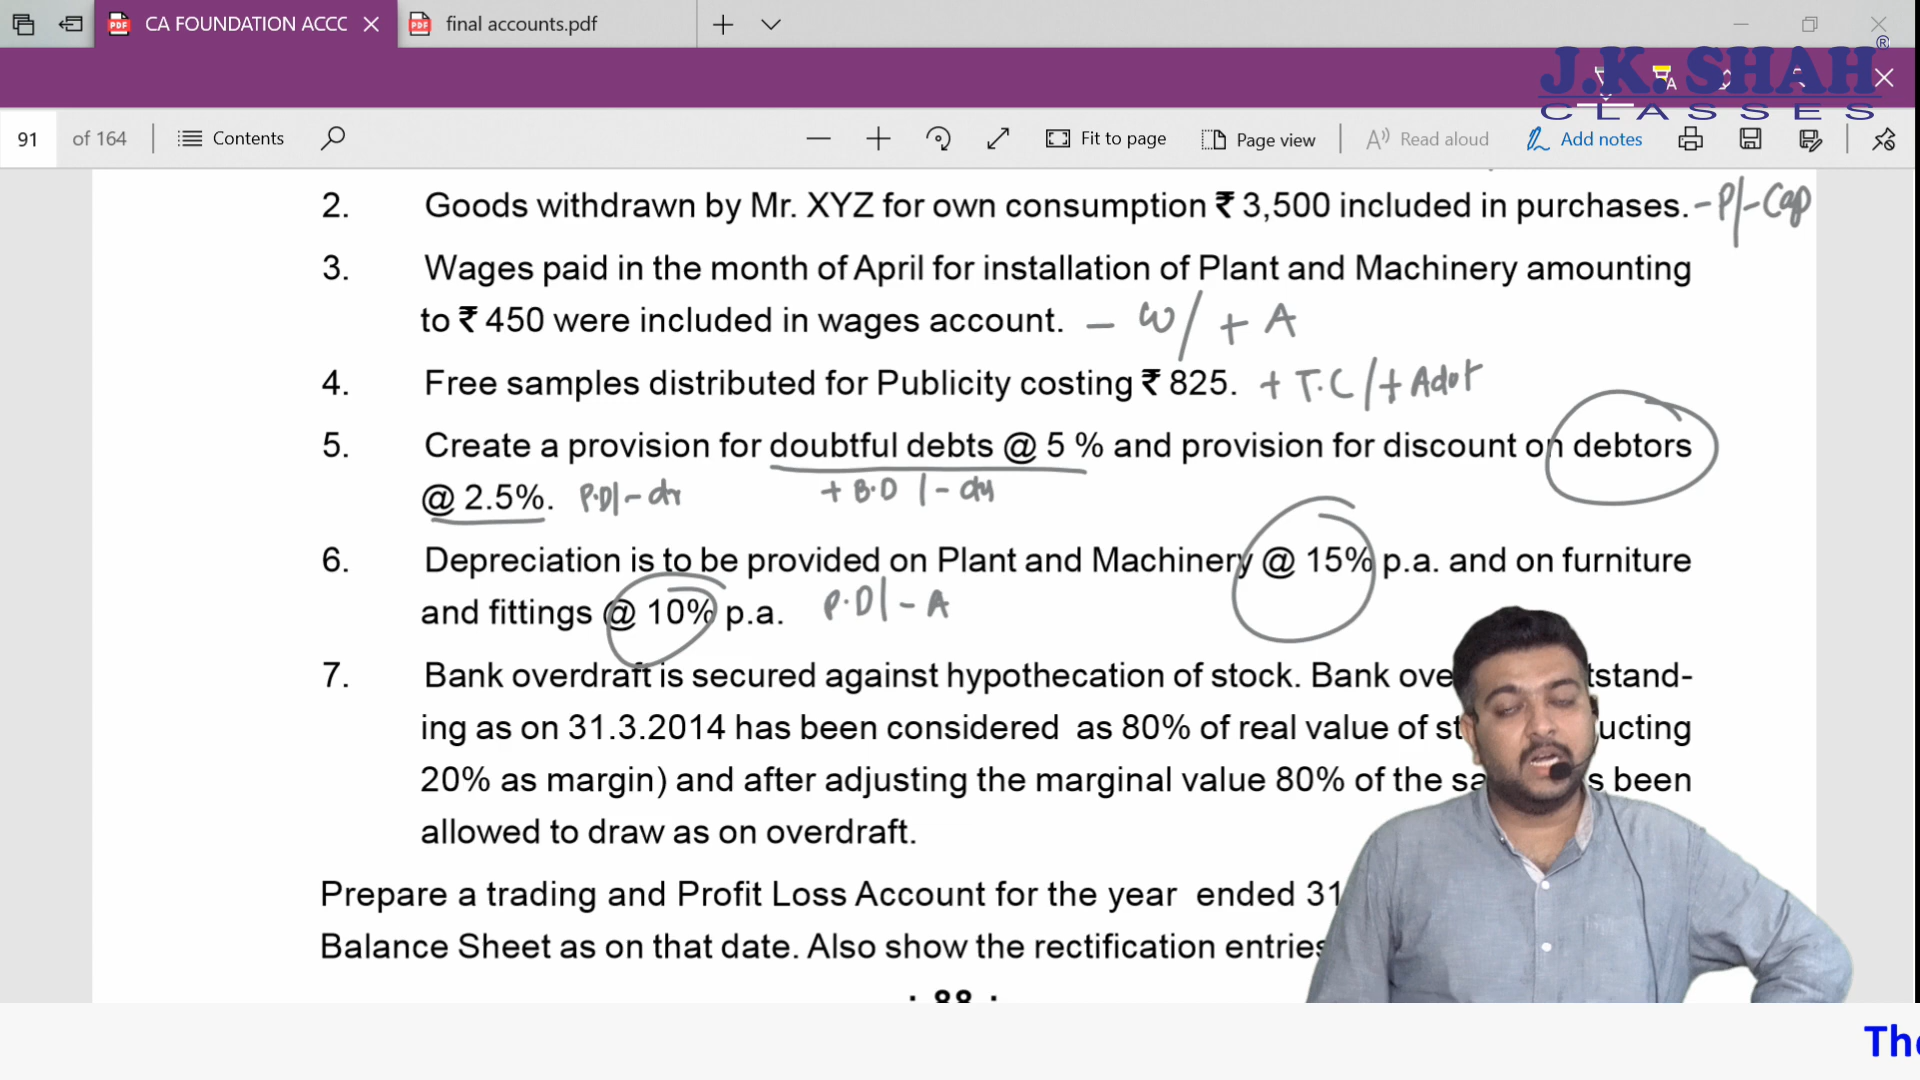 CA FOUNDATION ACCC
final accounts.pdf
J.K. SHAH®
CLASSES
91 of 164 Contents Fit to page Page view Read aloud Add notes
2. Goods withdrawn by Mr. XYZ for own consumption ₹ 3,500 included in purchases. -P/-Cap
3. Wages paid in the month of April for installation of Plant and Machinery amounting
to ₹ 450 were included in wages account. - W/ + A
4. Free samples distributed for Publicity costing ₹ 825. + T.C/+ Advt
5. Create a provision for doubtful debts @ 5 % and provision for discount on debtors
@ 2.5%. P.D|- dr + B.D |-
6. Depreciation is to be provided on Plant and Machinery @ 15% p.a. and on furniture
and fittings @ 10% p.a. P.D|- A
7. Bank overdraft is secured against hypothecation of stock. Bank ove tstand-
ing as on 31.3.2014 has been considered as 80% of real value of st ucting
20% as margin) and after adjusting the marginal value 80% of the sa s been
allowed to draw as on overdraft.
Prepare a trading and Profit Loss Account for the year ended 31
Balance Sheet as on that date. Also show the rectification entries
: 88 :
The